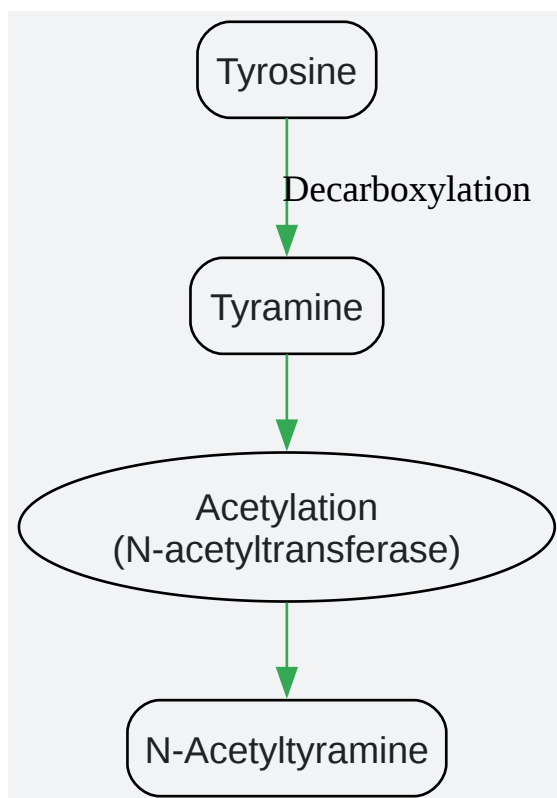 Tyrosine
Decarboxylation
Tyramine
Acetylation
(N-acetyltransferase)
N-Acetyltyramine